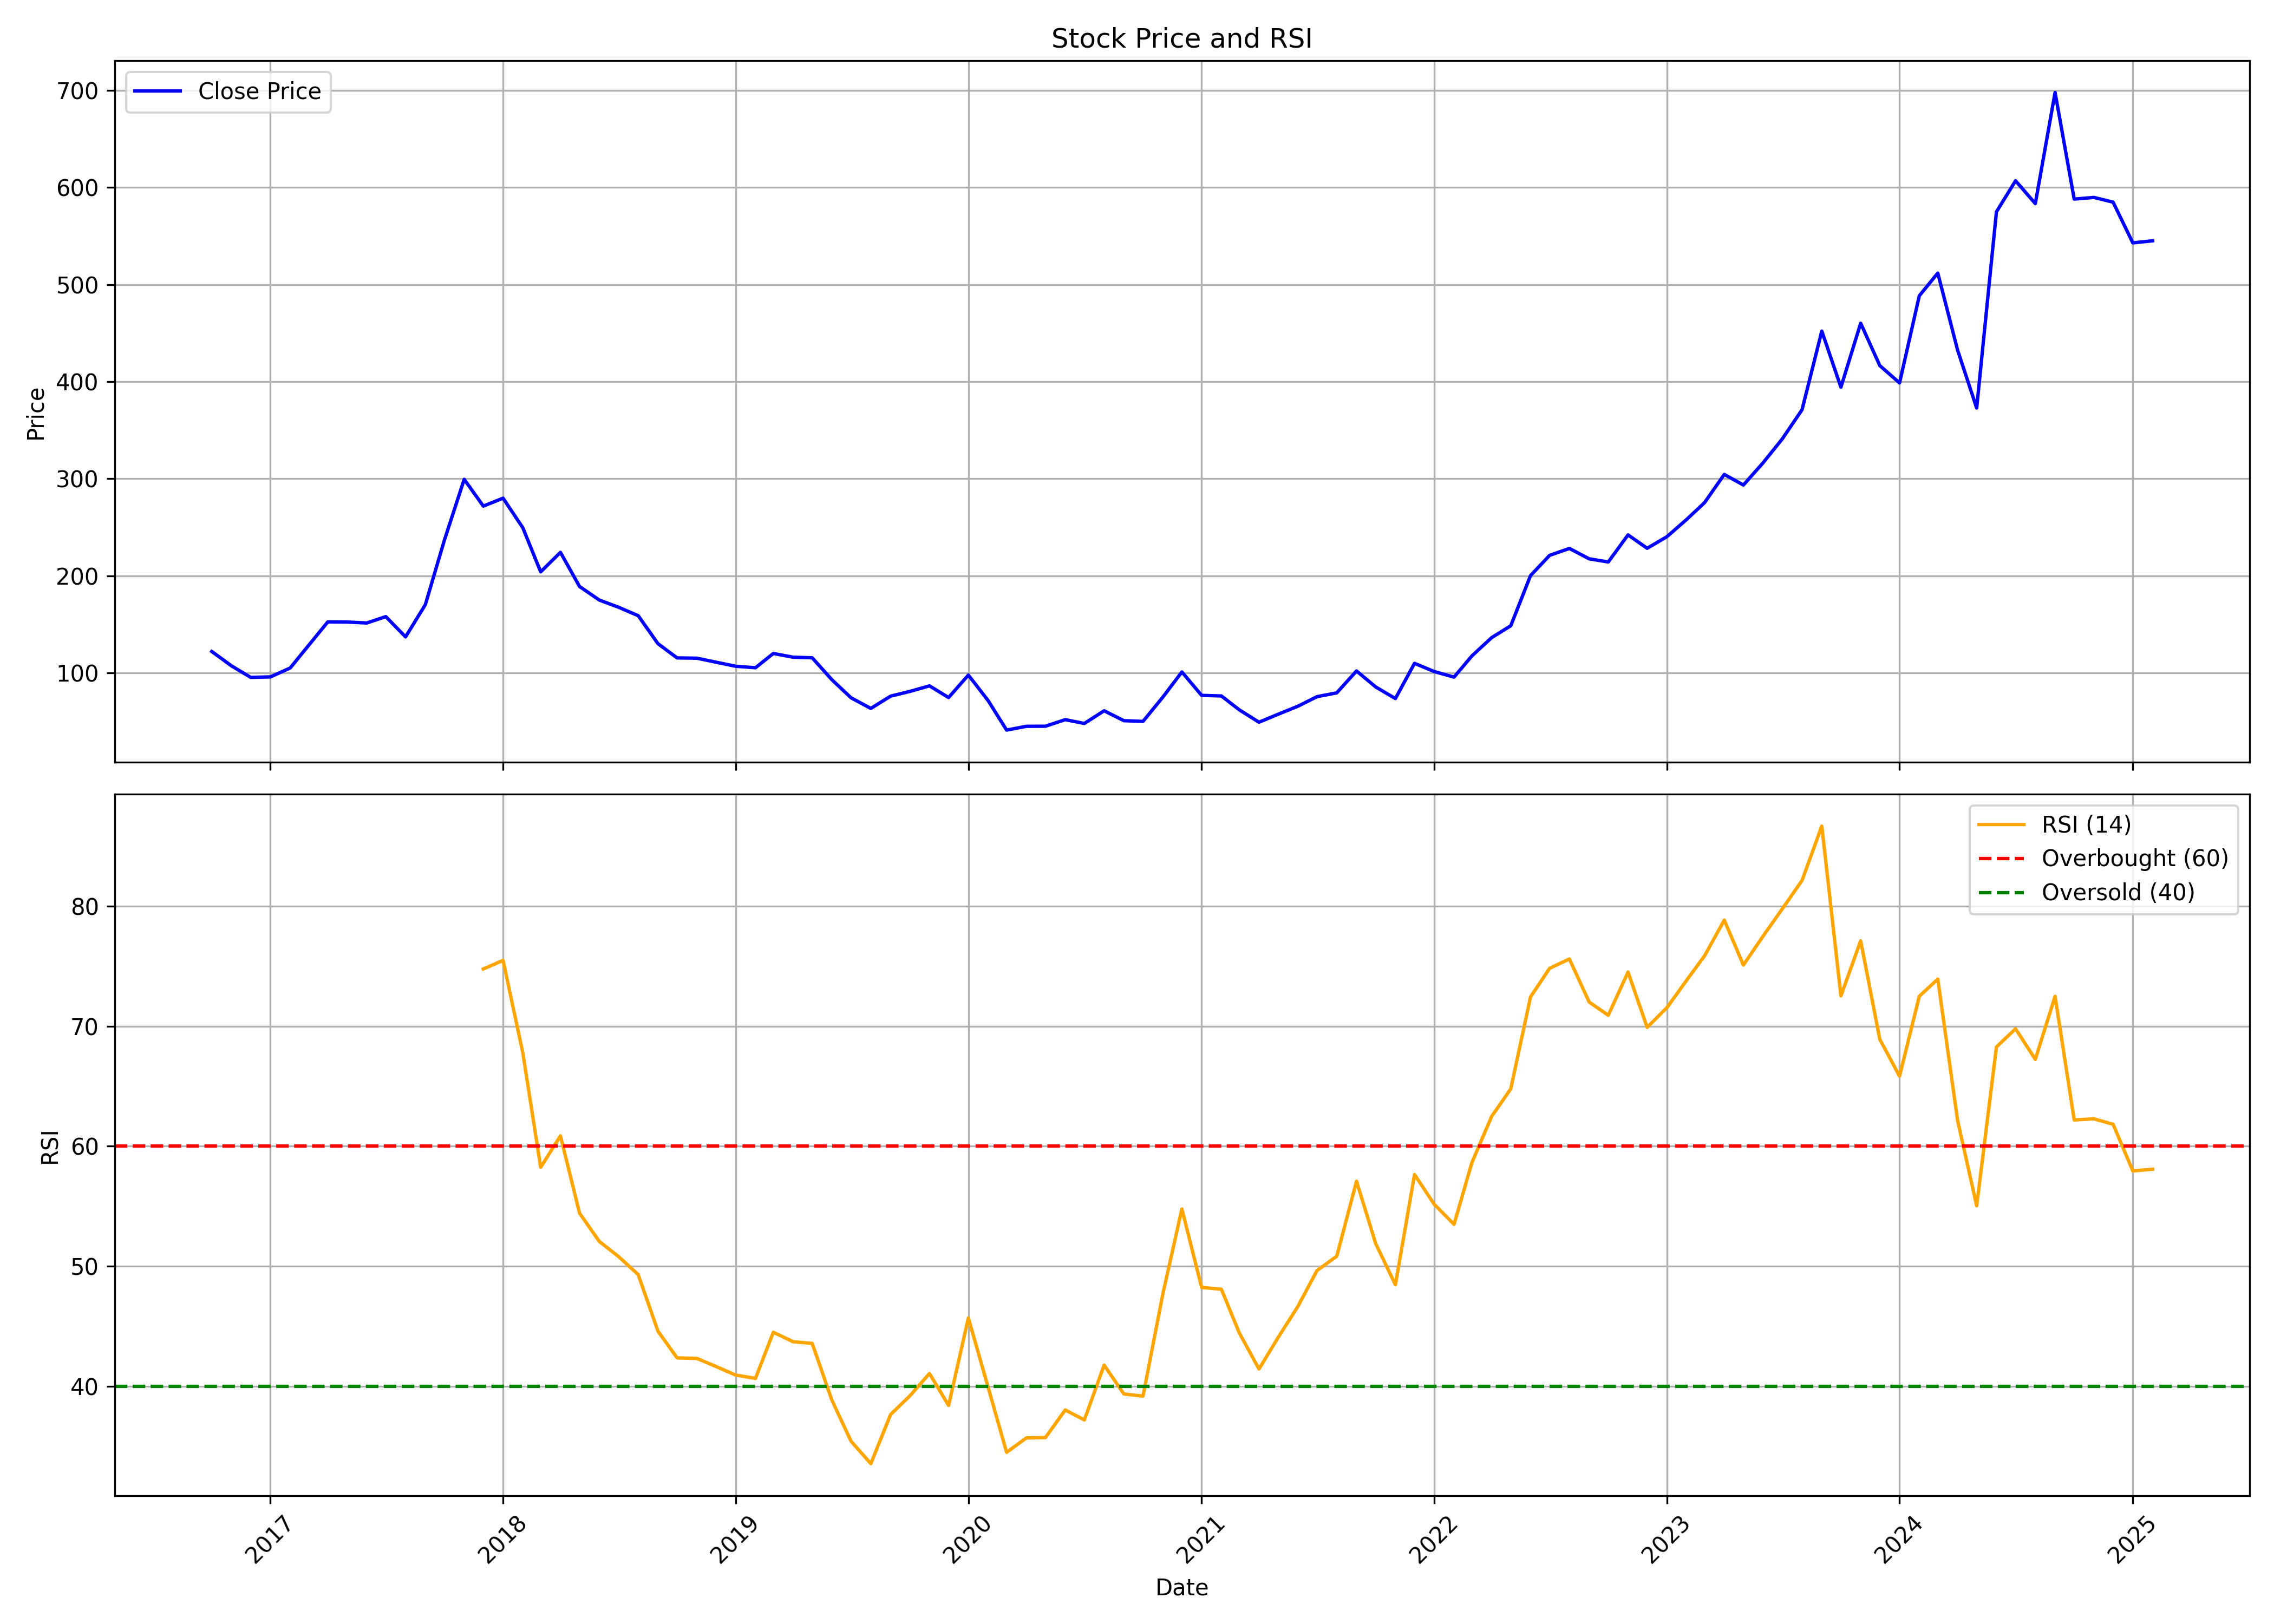 Stock Price and RSI
Close Price
700
600
500
400
300
200
100
Price
RSI (14)
Overbought (60)
Oversold (40)
80
70
60
50
40
RSI
2017
2018
2019
2020
2021
2022
2023
2024
2025
Date